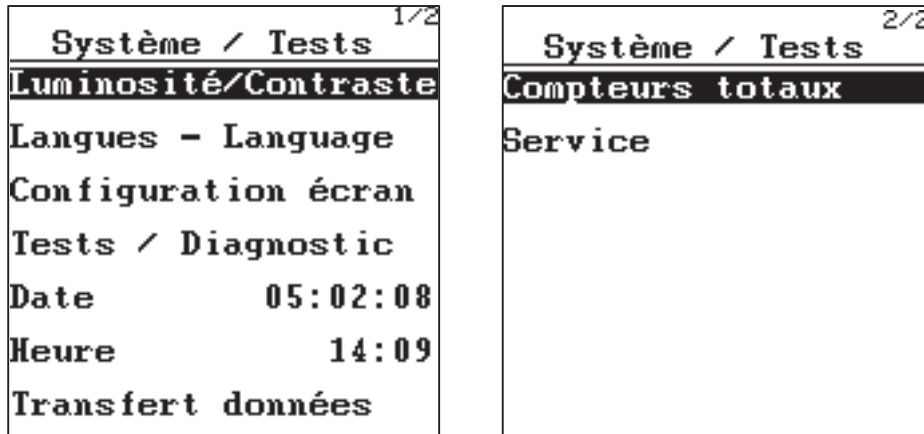 1/2
Système / Tests
Luminosité/Contraste
Langues - Language
Configuration écran
Tests / Diagnostic
Date 05:02:08
Heure 14:09
Transfert données
2/2
Système / Tests
Compteurs totaux
Service